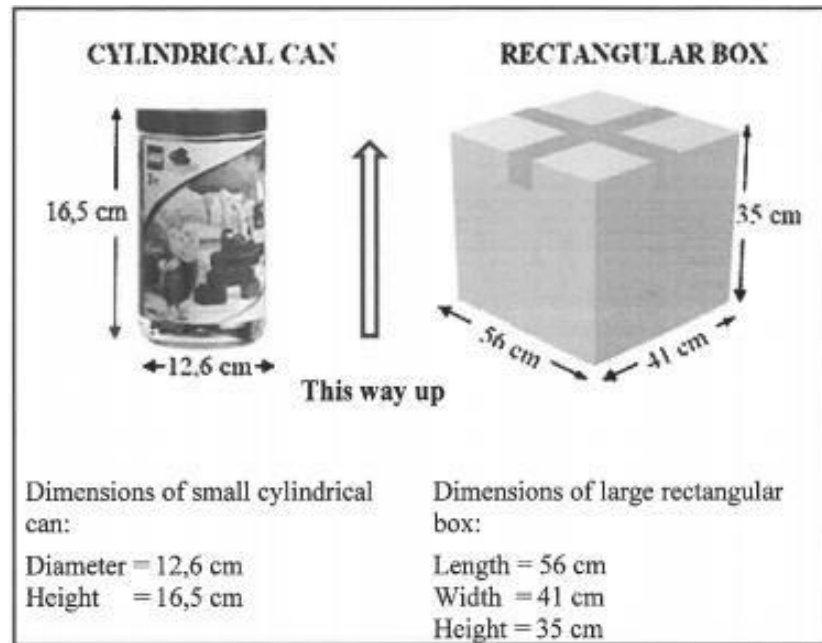 CYLINDRICAL CAN
RECTANGULAR BOX
16,5 cm
12,6 cm
This way up
35 cm
56 cm
41 cm
Dimensions of small cylindrical
can:
Diameter = 12,6 cm
Height = 16,5 cm
Dimensions of large rectangular
box:
Length = 56 cm
Width = 41 cm
Height = 35 cm